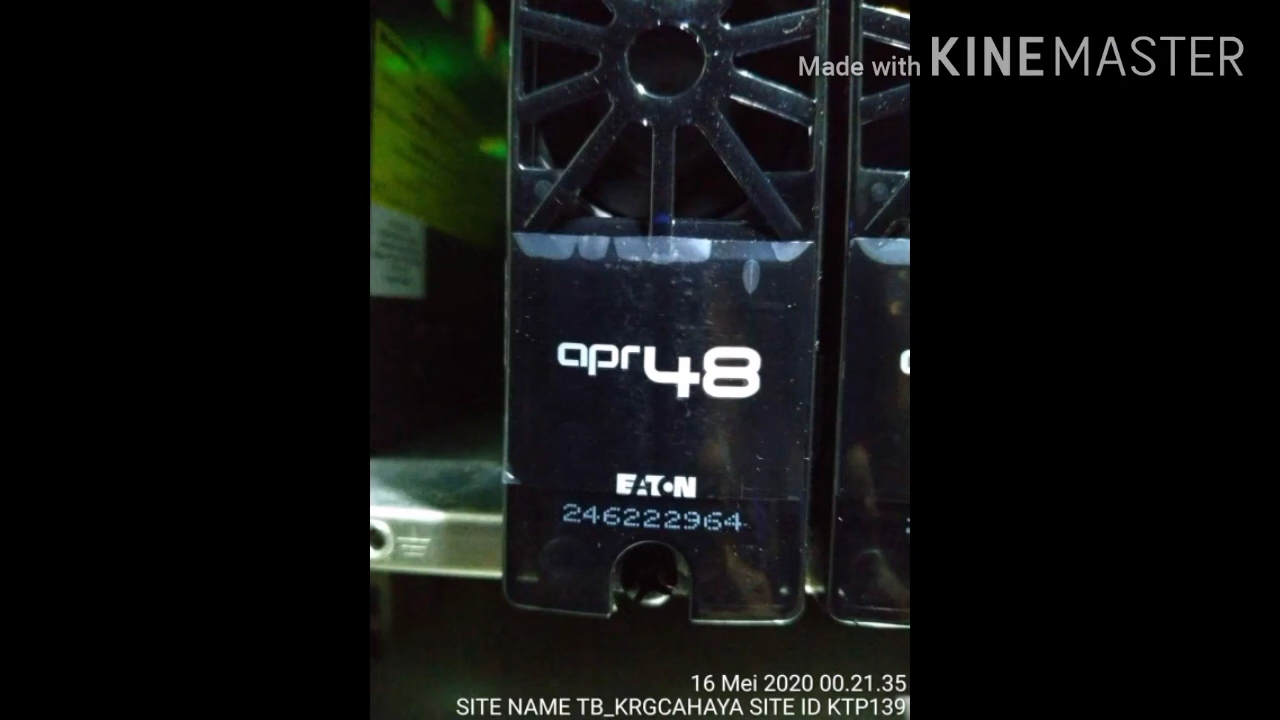 Made with KINEMASTER
apr48
EATON
246222964
16 Mei 2020 00.21.35
SITE NAME TB_KRGCAHAYA SITE ID KTP139